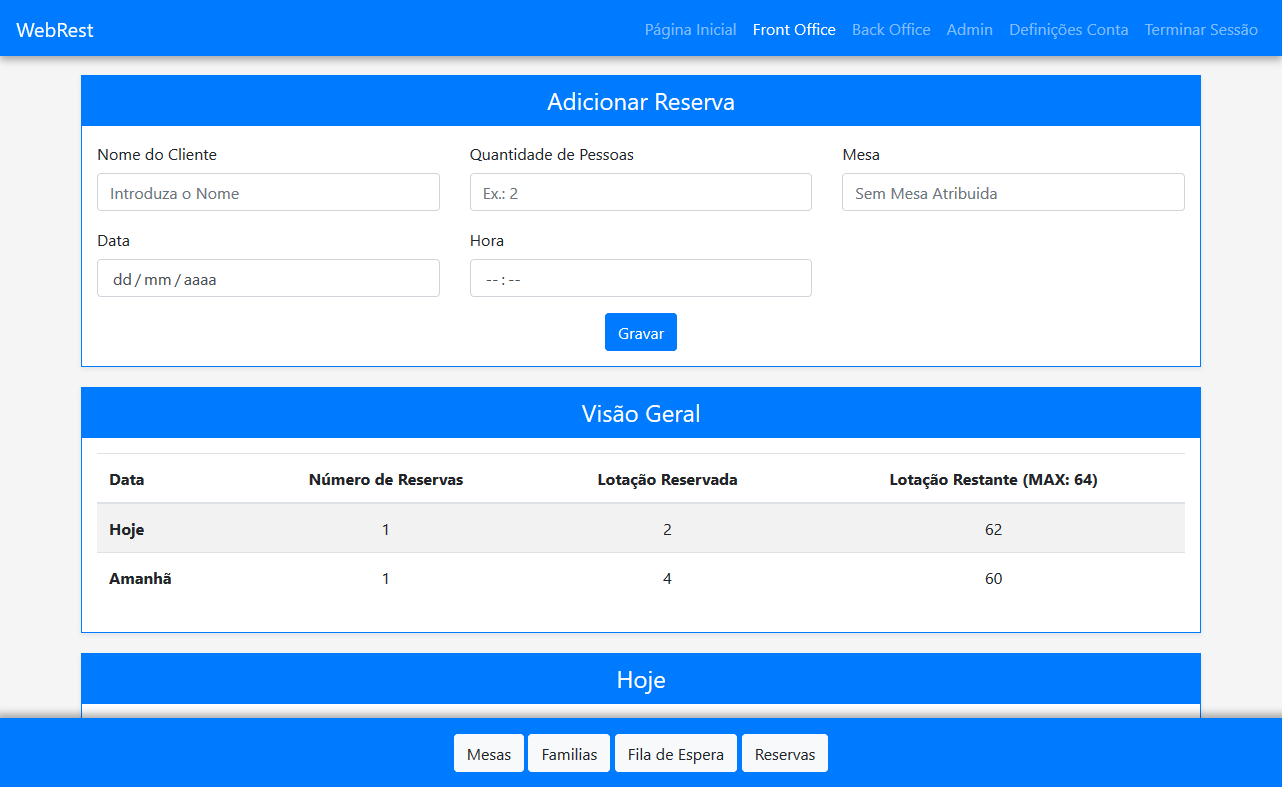 WebRest Página Inicial Front Office Back Office Admin Definições Conta Terminar Sessão
Adicionar Reserva
Nome do Cliente Quantidade de Pessoas Mesa
Introduza o Nome Ex.: 2 Sem Mesa Atribuida
Data Hora
dd/mm/aaaa --:--
Gravar
Visão Geral
Data Número de Reservas Lotação Reservada Lotação Restante (MAX: 64)
Hoje 1 2 62
Amanhã 1 4 60
Hoje
Mesas Familias Fila de Espera Reservas